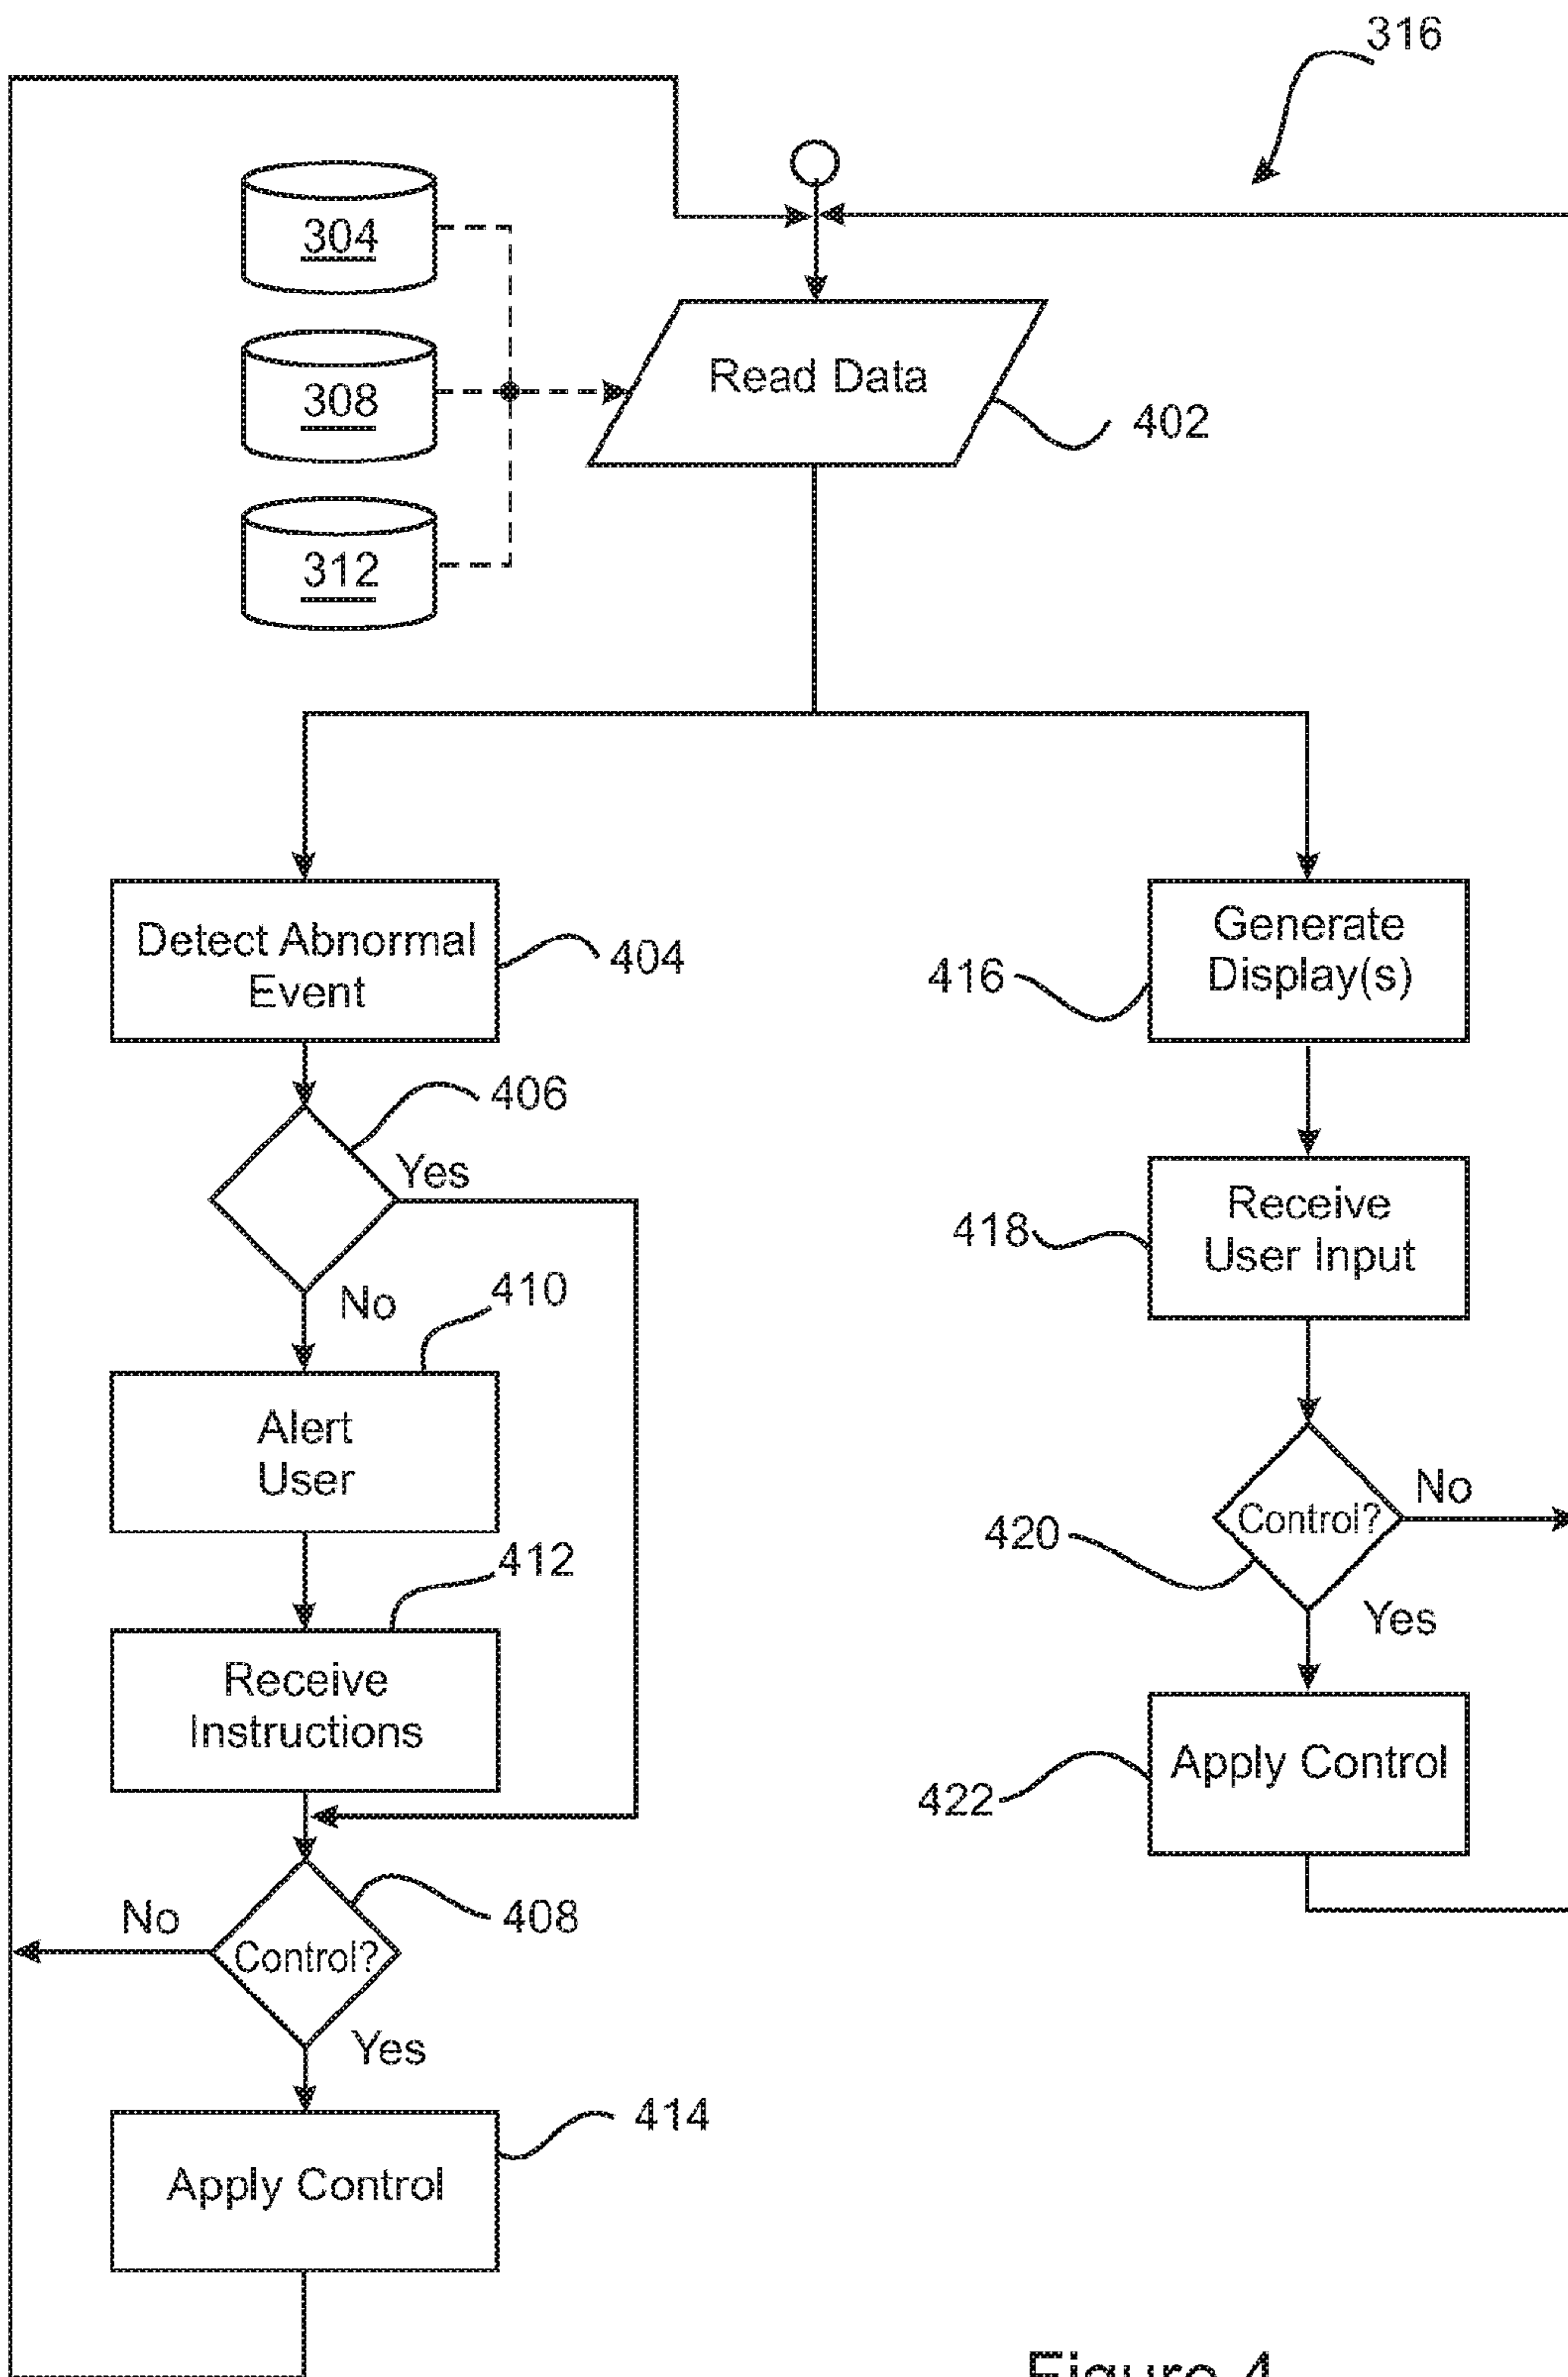 316
304
308
312
Read Data
402
Detect Abnormal
Event
404
406
Yes
No
410
Alert
User
412
Receive
Instructions
408
No
Control?
Yes
414
Apply Control
Generate
Display(s)
416
Receive
User Input
418
Control?
No
420
Yes
Apply Control
422
Figure 4